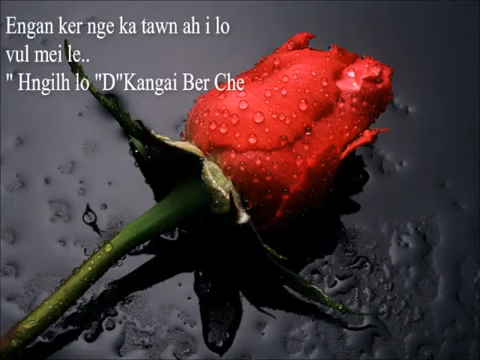 Engan ker nge ka tawn ah i lo
vul mei le..
" Hngilh lo "D"Kangai Ber Che